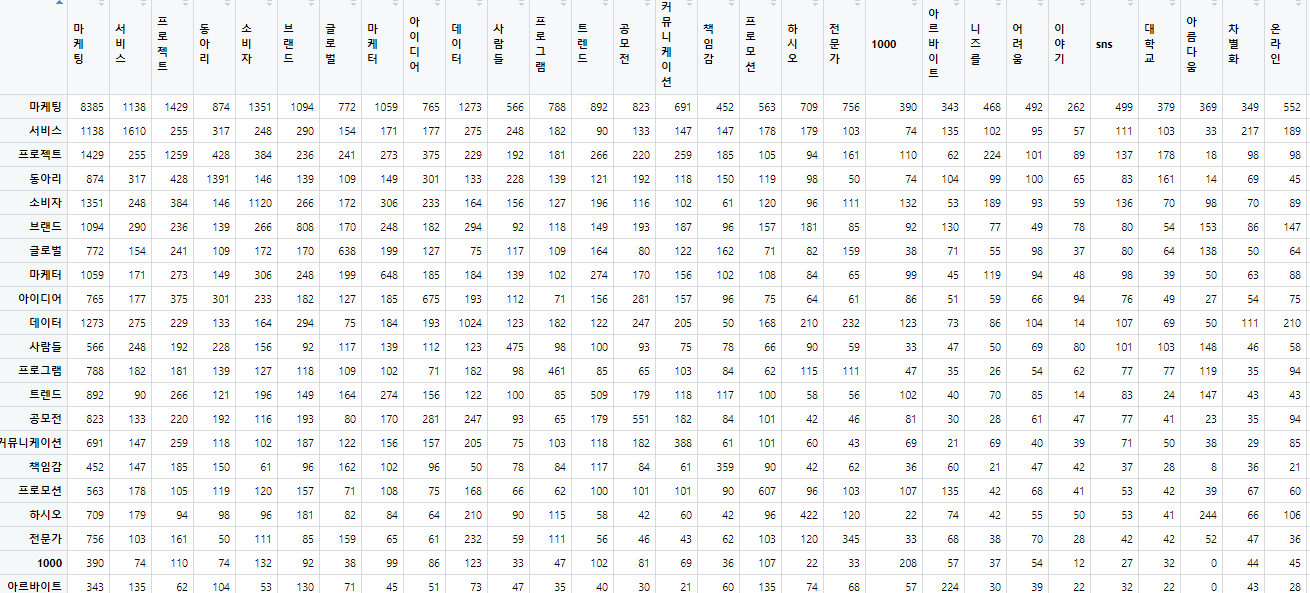 마케팅 서비스 프로젝트 동아리 소비자 브랜드 글로벌 마케터 아이디어 데이터 사람들 프로그램 트렌드 공모전 커뮤니케이션 책임감 프로모션 하시오 전문가 1000 아르바이트 니즈를 어려움 이야기 sns 대학교 아름다움 차별화 온라인
마케팅 8385 1138 1429 874 1351 1094 772 1059 765 1273 566 788 892 823 691 452 563 709 756 390 343 468 492 262 499 379 369 349 552
서비스 1138 1610 255 317 248 290 154 171 177 275 248 182 90 133 147 147 178 179 103 74 135 102 95 57 111 103 33 217 189
프로젝트 1429 255 1259 428 384 236 241 273 375 229 192 181 266 220 259 185 105 94 161 110 62 224 101 89 137 178 18 98 98
동아리 874 317 428 1391 146 139 109 149 301 133 228 139 121 192 118 150 119 98 50 74 104 99 100 65 83 161 14 69 45
소비자 1351 248 384 146 1120 266 172 306 233 164 156 127 196 116 102 61 120 96 111 132 53 189 93 59 136 70 98 70 89
브랜드 1094 290 236 139 266 808 170 248 182 294 92 118 149 193 187 96 157 181 85 92 130 77 49 78 80 54 153 86 147
글로벌 772 154 241 109 172 170 638 199 127 75 117 109 164 80 122 162 71 82 159 38 71 55 98 37 80 64 138 50 64
마케터 1059 171 273 149 306 248 199 648 185 184 139 102 274 170 156 102 108 84 65 99 45 119 94 48 98 39 50 63 88
아이디어 765 177 375 301 233 182 127 185 675 193 112 71 156 281 157 96 75 64 61 86 51 59 66 94 76 49 27 54 75
데이터 1273 275 229 133 164 294 75 184 193 1024 123 182 122 247 205 50 168 210 232 123 73 86 104 14 107 69 50 111 210
사람들 566 248 192 228 156 92 117 139 112 123 475 98 100 93 75 78 66 90 59 33 47 50 69 80 101 103 148 46 58
프로그램 788 182 181 139 127 118 109 102 71 182 98 461 85 65 103 84 62 115 111 47 35 26 54 62 77 77 119 35 94
트렌드 892 90 266 121 196 149 164 274 156 122 100 85 509 179 118 117 100 58 56 102 40 70 85 14 83 24 147 43 43
공모전 823 133 220 192 116 193 80 170 281 247 93 65 179 551 182 84 101 42 46 81 30 28 61 47 77 41 23 35 94
커뮤니케이션 691 147 259 118 102 187 122 156 157 205 75 103 118 182 388 61 101 60 43 69 21 69 40 39 71 50 38 29 85
책임감 452 147 185 150 61 96 162 102 96 50 78 84 117 84 61 359 90 42 62 36 60 21 47 42 37 28 8 36 21
프로모션 563 178 105 119 120 157 71 108 75 168 66 62 100 101 101 90 607 96 103 107 135 42 68 41 53 42 39 67 60
하시오 709 179 94 98 96 181 82 84 64 210 90 115 58 42 60 42 96 422 120 22 74 42 55 50 53 41 244 66 106
전문가 756 103 161 50 111 85 159 65 61 232 59 111 56 46 43 62 103 120 345 33 68 38 70 28 42 42 52 47 36
1000 390 74 110 74 132 92 38 99 86 123 33 47 102 81 69 36 107 22 33 208 57 37 54 12 27 32 0 44 45
아르바이트 343 135 62 104 53 130 71 45 51 73 47 35 40 30 21 60 135 74 68 57 224 30 39 22 32 22 0 43 28